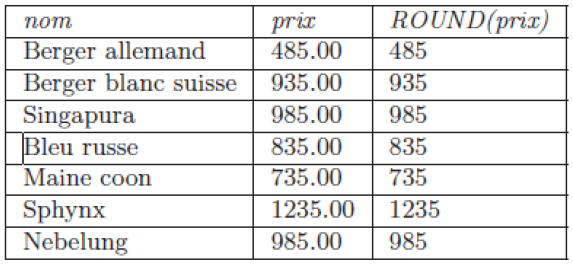 nom prix ROUND(prix)
Berger allemand 485.00 485
Berger blanc suisse 935.00 935
Singapura 985.00 985
Bleu russe 835.00 835
Maine coon 735.00 735
Sphynx 1235.00 1235
Nebelung 985.00 985